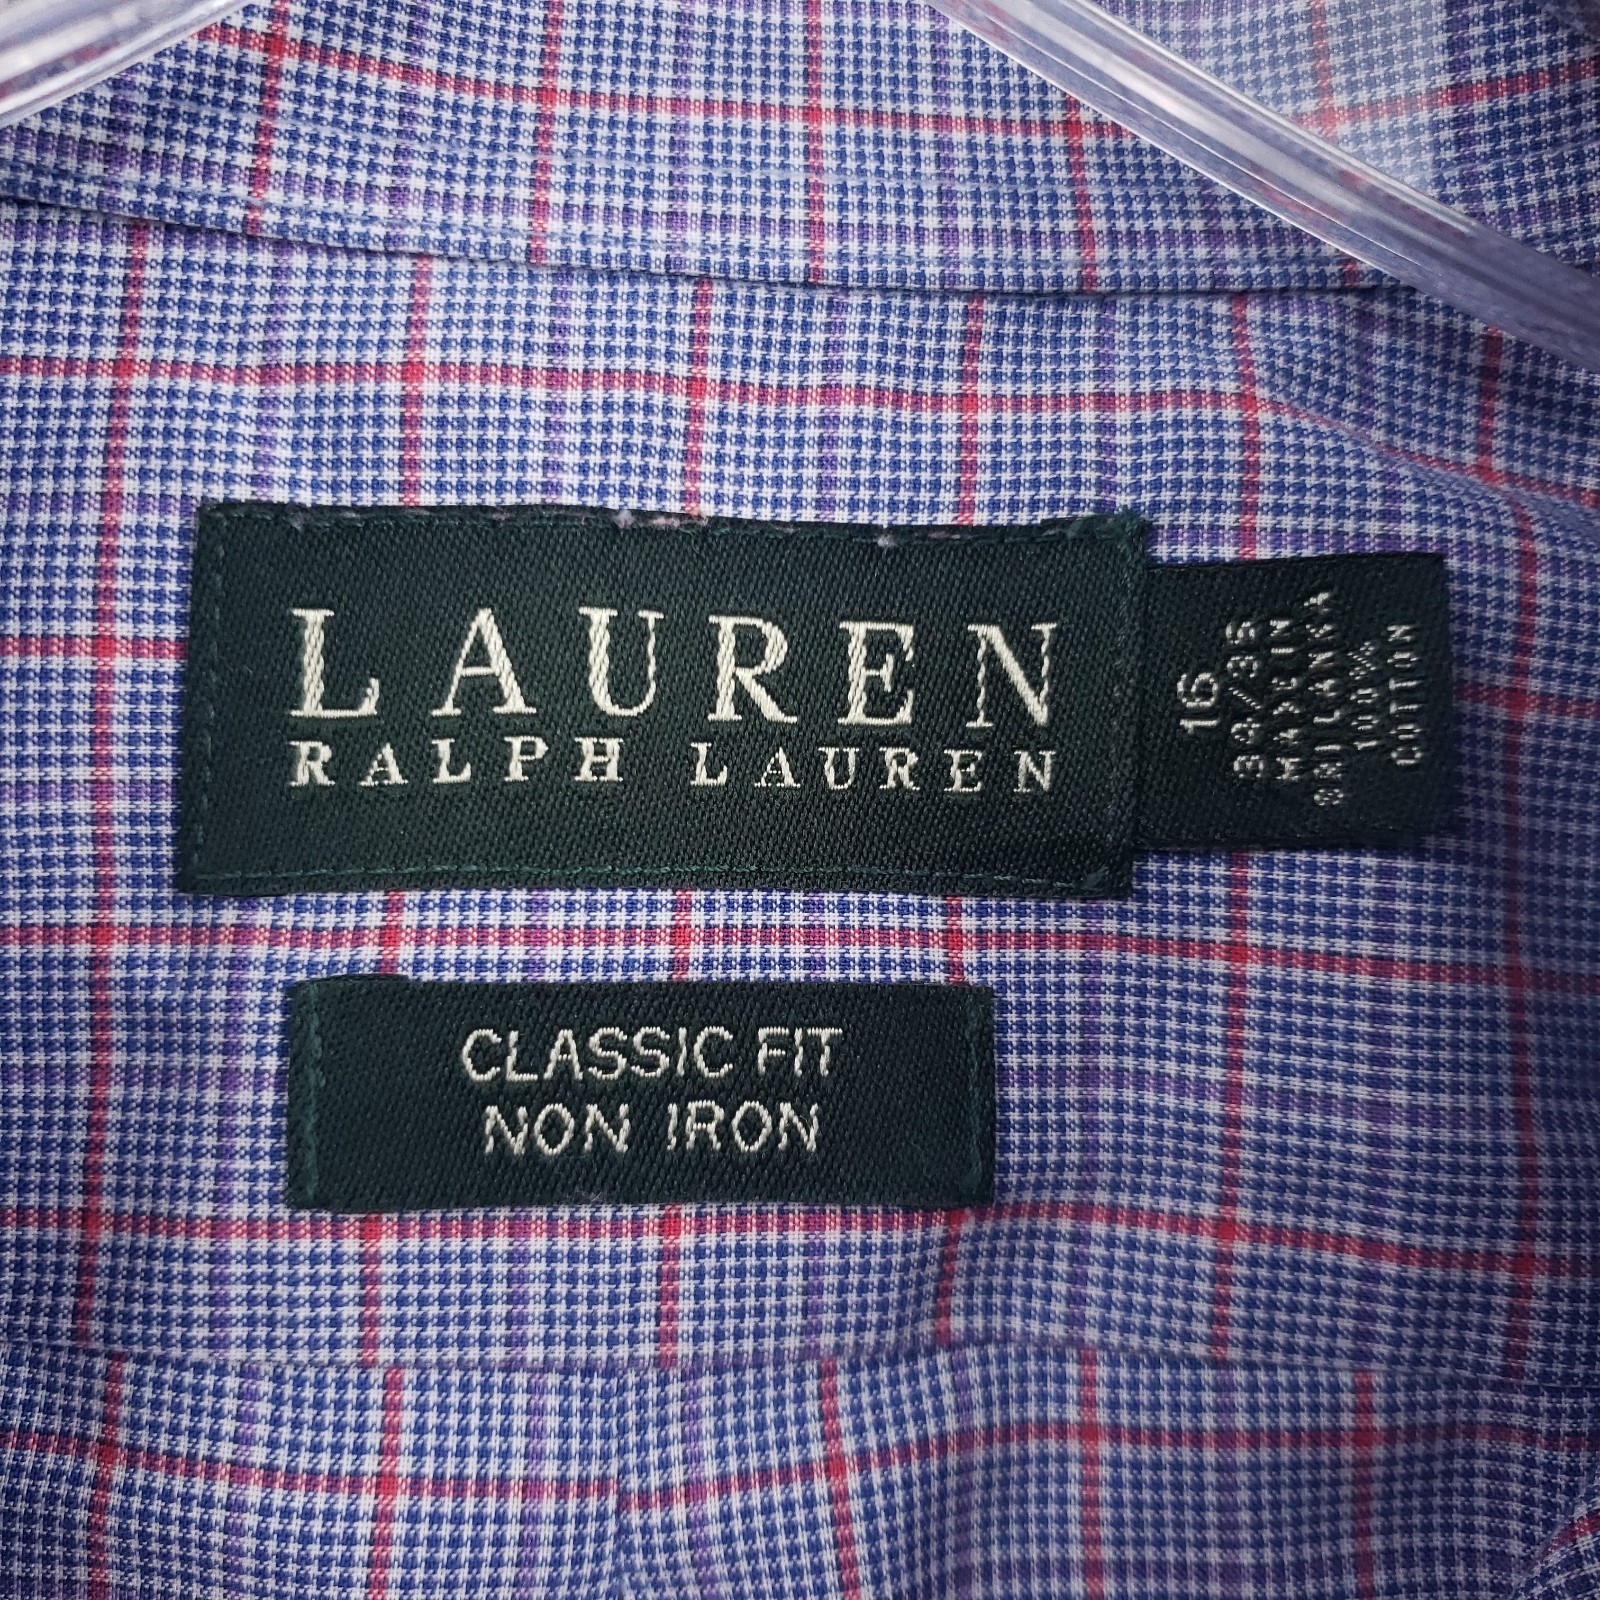 LAUREN
RALPH LAUREN
16
34/35
MADE IN
SRI LANKA
100%
COTTON
CLASSIC FIT
NON IRON